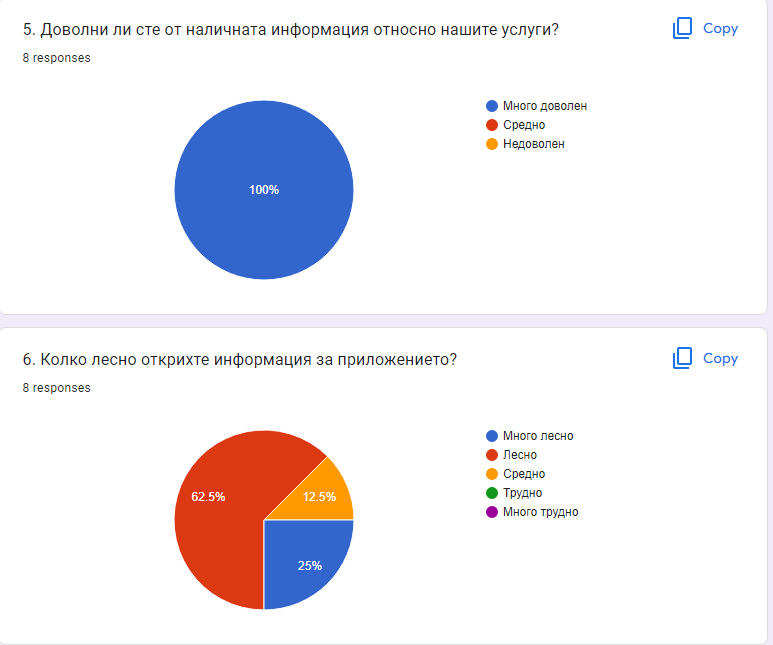 5. Доволни ли сте от наличната информация относно нашите услуги?
Copy
8 responses
Много доволен
Средно
Недоволен
100%
6. Колко лесно открихте информация за приложението?
Copy
8 responses
Много лесно
Лесно
Средно
Трудно
Много трудно
62.5%
12.5%
25%